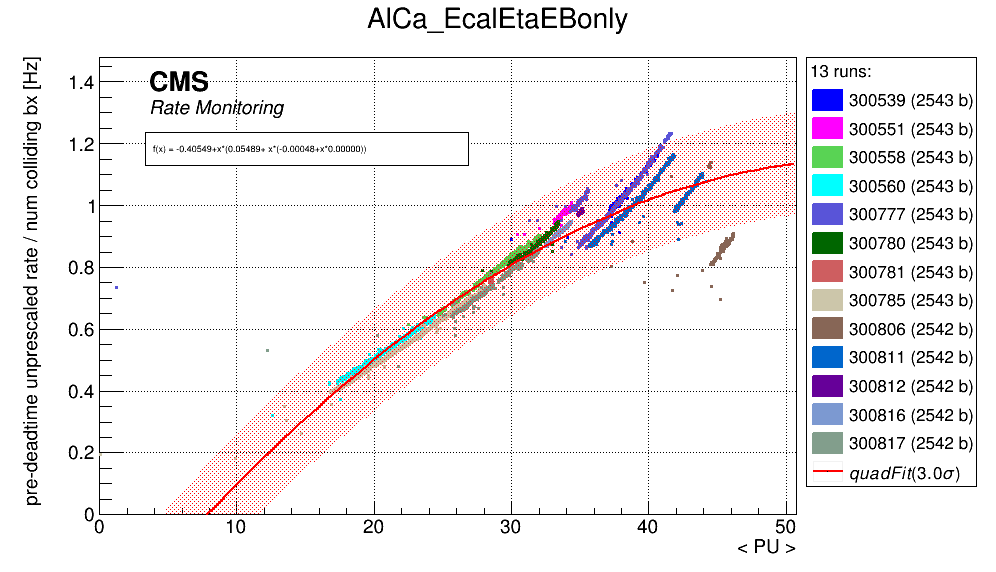 AlCa_EcalEtaEBonly
pre-deadtime unprescaled rate / num colliding bx [Hz]
CMS
Rate Monitoring
f(x) = -0.40549+x*(0.05489+ x*(-0.00048+x*0.00000))
1.4
1.2
1
0.8
0.6
0.4
0.2
0
0 10 20 30 40 50
< PU >
13 runs:
300539 (2543 b)
300551 (2543 b)
300558 (2543 b)
300560 (2543 b)
300777 (2543 b)
300780 (2543 b)
300781 (2543 b)
300785 (2543 b)
300806 (2542 b)
300811 (2542 b)
300812 (2542 b)
300816 (2542 b)
300817 (2542 b)
quadFit(3.0σ)